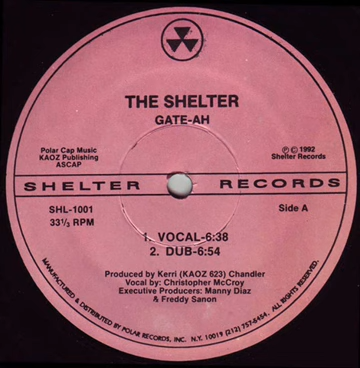 THE SHELTER
GATE-AH
Polar Cap Music
KAOZ Publishing
ASCAP
℗ © 1992
Shelter Records
SHELTER RECORDS
SHL-1001
33⅓ RPM
Side A
1. VOCAL-6:38
2. DUB-6:54
Produced by Kerri (KAOZ 623) Chandler
Vocal by: Christopher McCroy
Executive Producers: Manny Diaz
& Freddy Sanon
MANUFACTURED & DISTRIBUTED BY POLAR RECORDS, INC. N.Y. 10019 (212) 757-8454. ALL RIGHTS RESERVED.